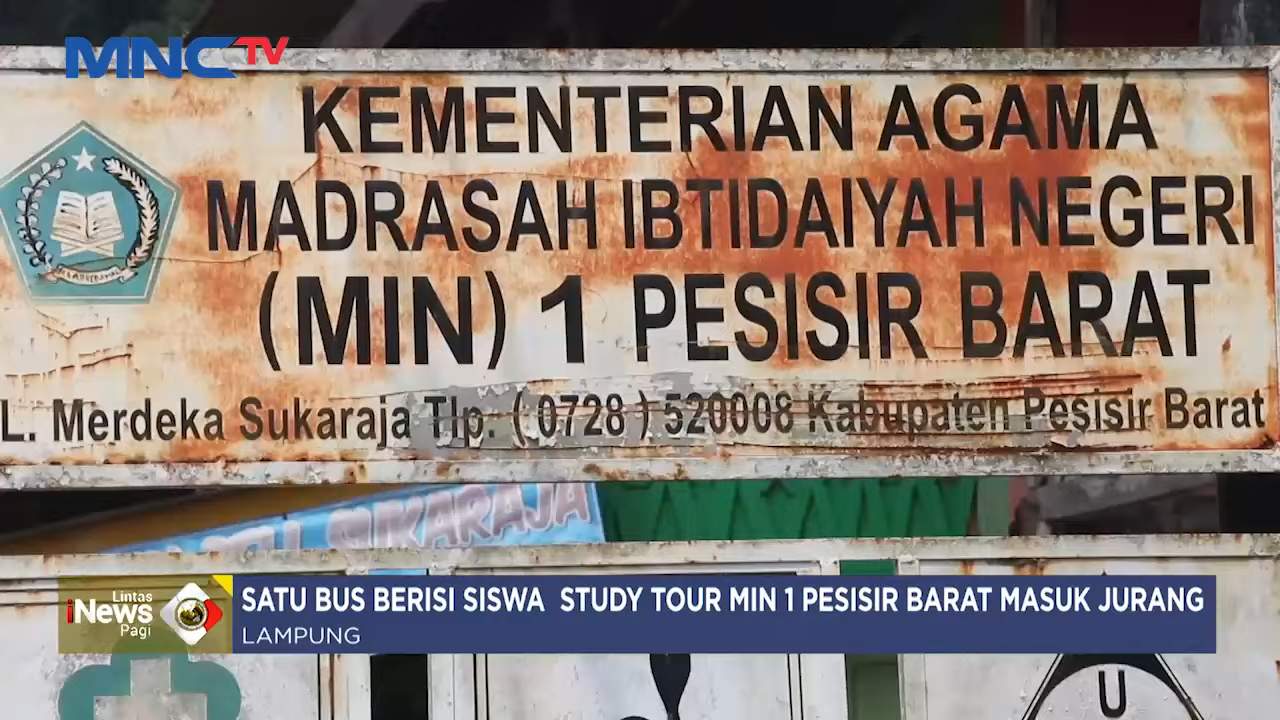 MNCTV
KEMENTERIAN AGAMA
MADRASAH IBTIDAIYAH NEGERI
(MIN) 1 PESISIR BARAT
L. Merdeka Sukaraja Tlp. ( 0728 ) 520008 Kabupaten Pesisir Barat
SUKARAJA
Lintas
iNews
Pagi
SATU BUS BERISI SISWA STUDY TOUR MIN 1 PESISIR BARAT MASUK JURANG
LAMPUNG
U